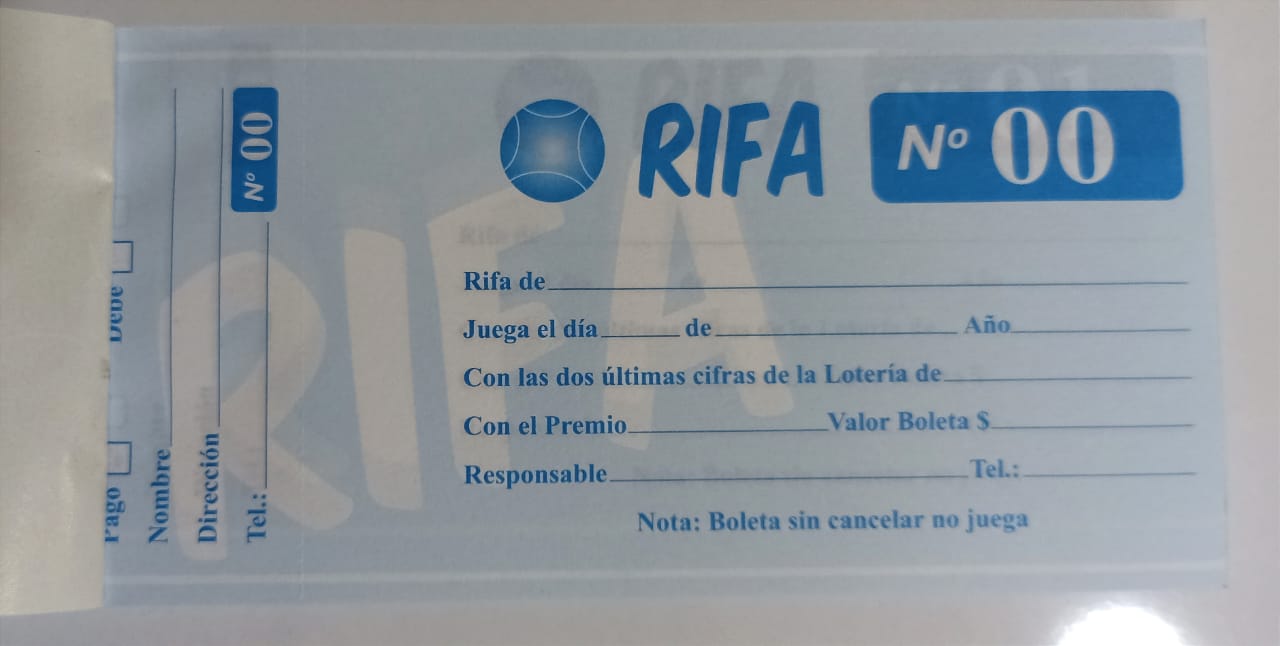 Pago
Debe
Nombre
Dirección
Tel.:
Nº 00
RIFA
RIFA Nº 00
Rifa de
Juega el día de Año
Con las dos últimas cifras de la Lotería de
Con el Premio Valor Boleta $
Responsable Tel.:
Nota: Boleta sin cancelar no juega